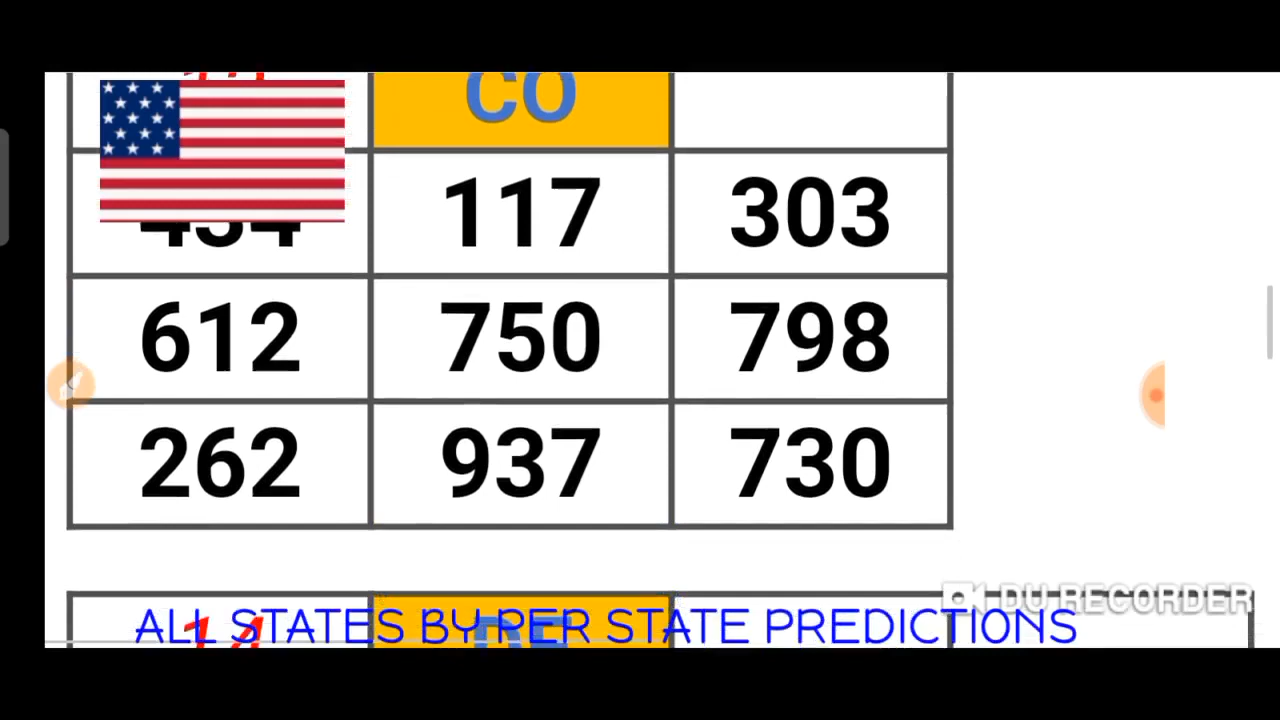 CO
117 303
612 750 798
262 937 730
DU RECORDER
ALL STATES BY PER STATE PREDICTIONS